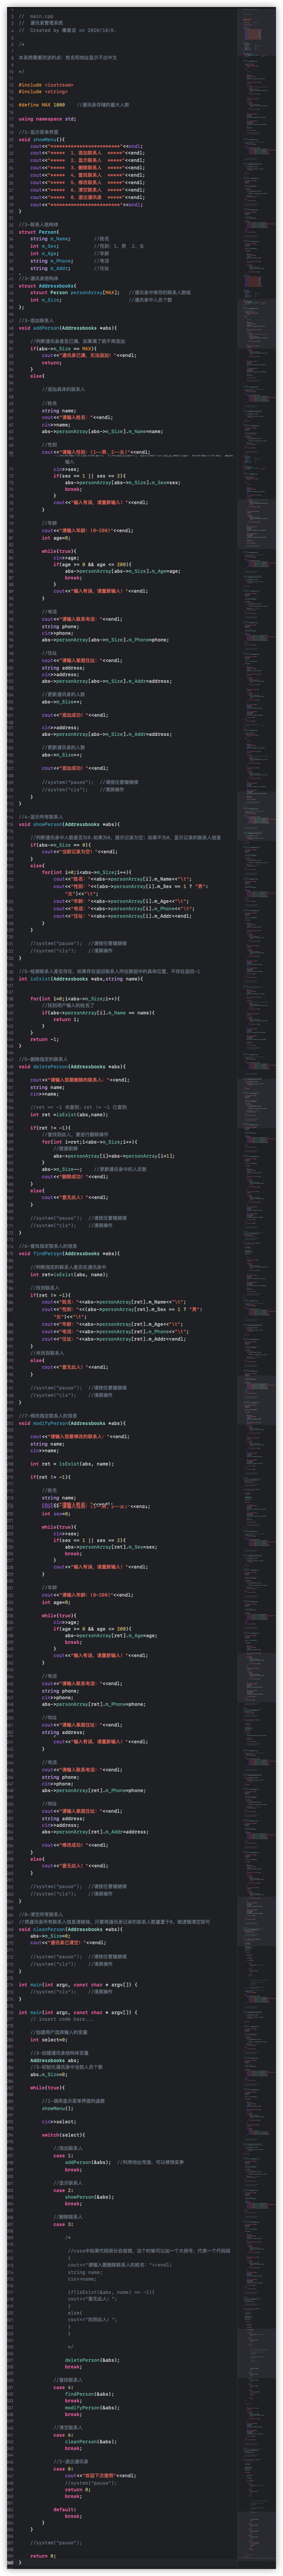 //  main.cpp
//  通讯录管理系统
//  Created by 摩 on 2020/10/8.
/*
本系统需要改进的点: 姓名和地址显示不出中文
*/
#include <iostream>
#include <string>
#define MAX 1000    //通讯录存储的最大人数
using namespace std;
//1-显示菜单界面
void showMenu(){
cout<<"************************"<<endl;
cout<<"*****  1、添加联系人  *****"<<endl;
cout<<"*****  2、显示联系人  *****"<<endl;
cout<<"*****  3、删除联系人  *****"<<endl;
cout<<"*****  4、查找联系人  *****"<<endl;
cout<<"*****  5、修改联系人  *****"<<endl;
cout<<"*****  6、清空联系人  *****"<<endl;
cout<<"*****  0、退出通讯录  *****"<<endl;
cout<<"************************"<<endl;
}
//3-联系人结构体
struct Person{
string m_Name;        //姓名
int m_Sex;            //性别: 1、男  2、女
int m_Age;            //年龄
string m_Phone;       //电话
string m_Addr;        //住址
//3-通讯录结构体
struct Addressbooks{
struct Person personArray[MAX];   //通讯录中保存的联系人数组
int m_Size;                       //通讯录中人员个数
};
//3-添加联系人
void addPerson(Addressbooks *abs){
//判断通讯录是否已满, 如果满了就不再添加
if(abs->m_Size == MAX){
cout<<"通讯录已满, 无法添加! "<<endl;
return;
}
else{
//添加具体的联系人
//姓名
string name;
cout<<"请输入姓名: "<<endl;
cin>>name;
abs->personArray[abs->m_Size].m_Name=name;
//性别
cout<<"请输入性别: (1——男, 2——女)"<<endl;
输入
cin>>sex;
if(sex == 1 || sex == 2){
abs->personArray[abs->m_Size].m_Sex=sex;
break;
}
cout<<"输入有误, 请重新输入! "<<endl;
}
//年龄
cout<<"请输入年龄: (0~200)"<<endl;
int age=0;
while(true){
cin>>age;
if(age >= 0 && age <= 200){
abs->personArray[abs->m_Size].m_Age=age;
break;
}
cout<<"输入有误, 请重新输入! "<<endl;
}
//电话
cout<<"请输入联系电话: "<<endl;
string phone;
cin>>phone;
abs->personArray[abs->m_Size].m_Phone=phone;
//住址
cout<<"请输入家庭住址: "<<endl;
string address;
cin>>address;
abs->personArray[abs->m_Size].m_Addr=address;
//更新通讯录的人数
abs->m_Size++;
cout<<"添加成功! "<<endl;
cin>>address;
abs->personArray[abs->m_Size].m_Addr=address;
//更新通讯录的人数
abs->m_Size++;
cout<<"添加成功! "<<endl;
//system("pause");  //请按任意键继续
//system("cls");    //清屏操作
}
}
//4-显示所有联系人
void showPerson(Addressbooks *abs){
//判断通讯录中人数是否为0,如果为0, 提示记录为空; 如果不为0, 显示记录的联系人信息
if(abs->m_Size == 0){
cout<<"当前记录为空! "<<endl;
}
else{
for(int i=0;i<abs->m_Size;i++){
cout<<"姓名: "<<abs->personArray[i].m_Name<<"\t";
cout<<"性别: "<<(abs->personArray[i].m_Sex == 1 ? "男":
"女")<<"\t";
cout<<"年龄: "<<abs->personArray[i].m_Age<<"\t";
cout<<"电话: "<<abs->personArray[i].m_Phone<<"\t";
cout<<"住址: "<<abs->personArray[i].m_Addr<<endl;
}
}
//system("pause");  //请按任意键继续
//system("cls");    //清屏操作
}
//5-检测联系人是否存在, 如果存在返回联系人所在数组中的具体位置, 不存在返回-1
int isExist(Addressbooks *abs,string name){
for(int i=0;i<abs->m_Size;i++){
//找到用户输入的姓名了
if(abs->personArray[i].m_Name == name){
return i;
}
}
return -1;
}
//5-删除指定的联系人
void deletePerson(Addressbooks *abs){
cout<<"请输入您要删除的联系人: "<<endl;
string name;
cin>>name;
//ret == -1 未查到; ret != -1 已查到
int ret =isExist(abs,name);
if(ret != -1){
//查找到此人, 要进行删除操作
for(int i=ret;i<abs->m_Size;i++){
//数据前移
abs->personArray[i]=abs->personArray[i+1];
}
abs->m_Size--;    //更新通讯录中的人员数
cout<<"删除成功! "<<endl;
}
else{
cout<<"查无此人! "<<endl;
}
//system("pause");  //请按任意键继续
//system("cls");    //清屏操作
}
//6-查找指定联系人的信息
void findPerson(Addressbooks *abs){
//判断指定的联系人是否在通讯录中
int ret=isExist(abs, name);
//找到联系人
if(ret != -1){
cout<<"姓名: "<<abs->personArray[ret].m_Name<<"\t";
cout<<"性别: "<<(abs->personArray[ret].m_Sex == 1 ? "男":
"女")<<"\t";
cout<<"年龄: "<<abs->personArray[ret].m_Age<<"\t";
cout<<"电话: "<<abs->personArray[ret].m_Phone<<"\t";
cout<<"住址: "<<abs->personArray[ret].m_Addr<<endl;
}
//未找到联系人
else{
cout<<"查无此人! "<<endl;
}
//system("pause");  //请按任意键继续
//system("cls");    //清屏操作
}
//7-修改指定联系人的信息
void modifyPerson(Addressbooks *abs){
cout<<"请输入您要修改的联系人: "<<endl;
string name;
cin>>name;
int ret = isExist(abs, name);
if(ret != -1){
//姓名
string name;
int sex=0;
while(true){
cin>>sex;
if(sex == 1 || sex == 2){
abs->personArray[ret].m_Sex=sex;
break;
}
cout<<"输入有误, 请重新输入! "<<endl;
}
//年龄
cout<<"请输入年龄: (0~200)"<<endl;
int age=0;
while(true){
cin>>age;
if(age >= 0 && age <= 200){
abs->personArray[ret].m_Age=age;
break;
}
cout<<"输入有误, 请重新输入! "<<endl;
}
//电话
cout<<"请输入联系电话: "<<endl;
string phone;
cin>>phone;
abs->personArray[ret].m_Phone=phone;
//地址
cout<<"请输入家庭住址: "<<endl;
string address;
cout<<"输入有误, 请重新输入! "<<endl;
}
//电话
cout<<"请输入联系电话: "<<endl;
string phone;
cin>>phone;
abs->personArray[ret].m_Phone=phone;
//地址
cout<<"请输入家庭住址: "<<endl;
string address;
cin>>address;
abs->personArray[ret].m_Addr=address;
cout<<"修改成功! "<<endl;
}
else{
cout<<"查无此人! "<<endl;
}
//system("pause");  //请按任意键继续
//system("cls");    //清屏操作
}
//8-清空所有联系人
//将通讯录所有联系人信息清除掉, 只要将通讯录记录的联系人数量置于0, 做逻辑清空即可
void cleanPerson(Addressbooks *abs){
abs->m_Size=0;
cout<<"通讯录已清空! "<<endl;
//system("pause");  //请按任意键继续
//system("cls");    //清屏操作
}
int main(int argc, const char * argv[]) {
//system("cls");    //清屏操作
}
int main(int argc, const char * argv[]) {
// insert code here...
//创建用户选择输入的变量
int select=0;
//3-创建通讯录结构体变量
Addressbooks abs;
//3-初始化通讯录中当前人员个数
abs.m_Size=0;
while(true){
//1-调用显示菜单界面的函数
showMenu();
cin>>select;
switch(select){
//添加联系人
case 1:
addPerson(&abs);  //利用地址传递, 可以修饰实参
break;
//显示联系人
case 2:
showPerson(&abs);
break;
//删除联系人
case 3:
/*
//case中如果代码很长会报错, 这个时候可以加一个大括号, 代表一个代码段
{
cout<<"请输入要删除联系人的姓名: "<<endl;
string name;
cin>>name;
if(isExist(&abs, name) == -1){
cout<<"查无此人! ";
}
else{
cout<<"找到此人! ";
}
}
*/
deletePerson(&abs);
break;
//查找联系人
case 4:
findPerson(&abs);
break;
modifyPerson(&abs);
break;
//清空联系人
case 6:
cleanPerson(&abs);
break;
//2-退出通讯录
case 0:
cout<<"欢迎下次使用"<<endl;
//system("pause");
return 0;
break;
default:
break;
}
}
//system("pause");
return 0;
}